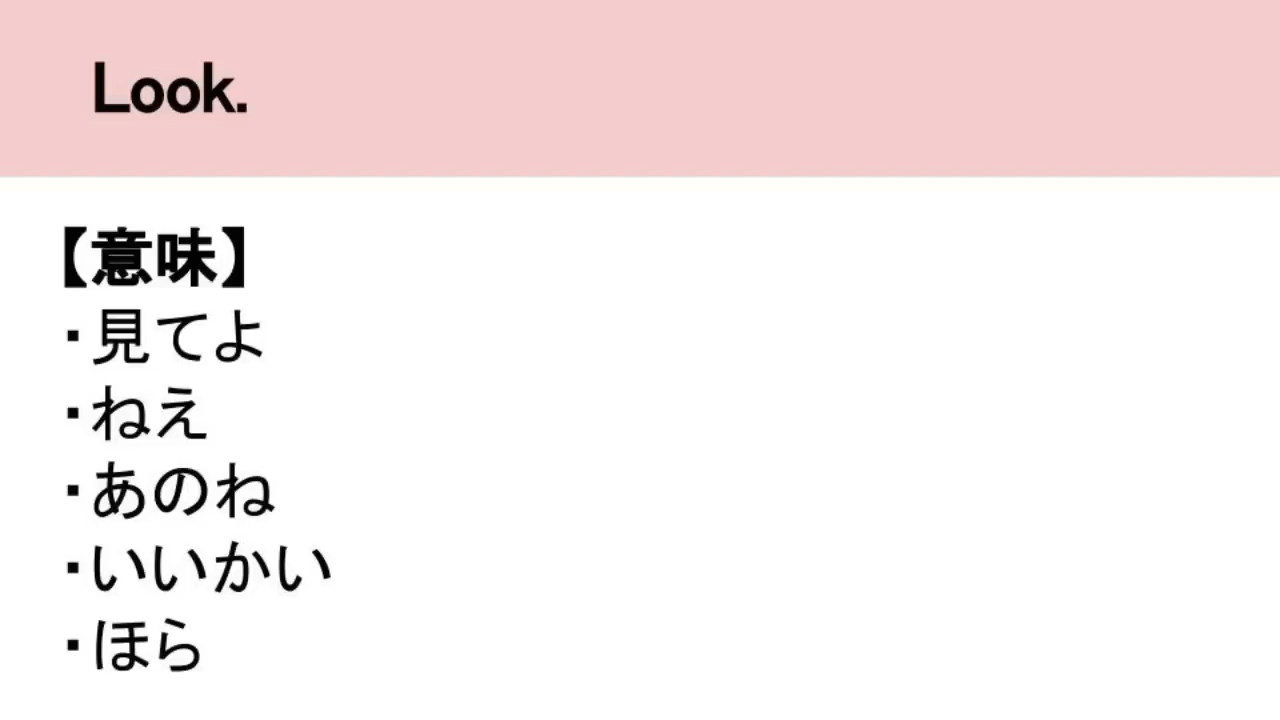 Look.
【意味】
・見てよ
・ねえ
・あのね
・いいかい
・ほら